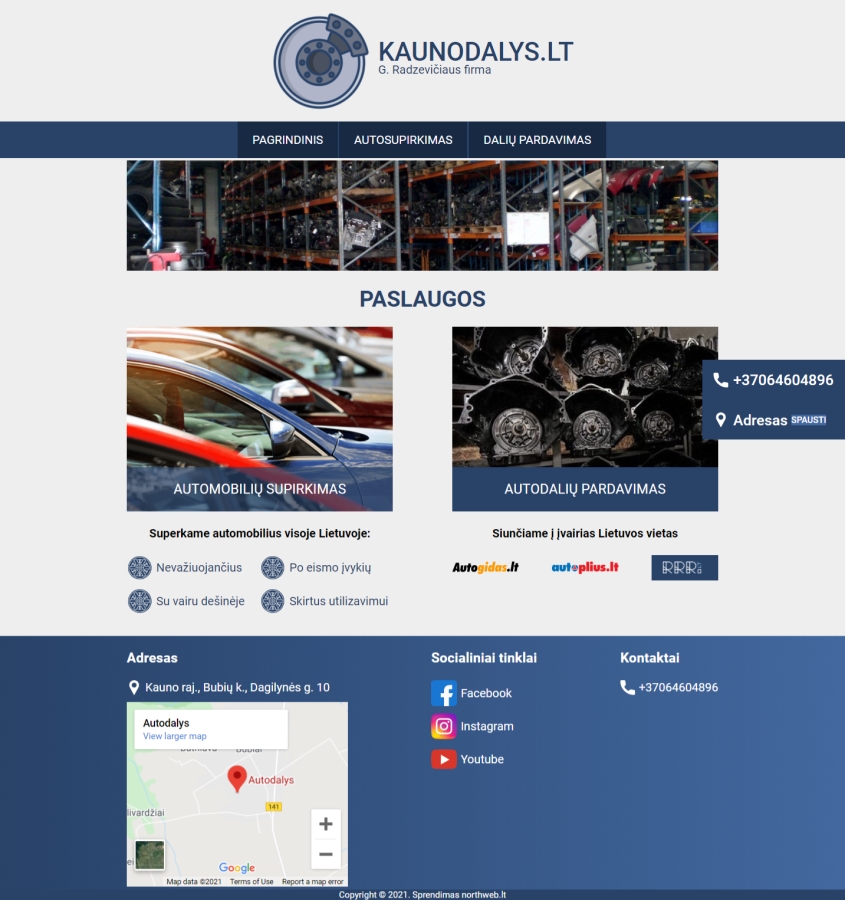 KAUNODALYS.LT
G. Radzevičiaus firma
PAGRINDINIS
AUTOSUPIRKIMAS
DALIŲ PARDAVIMAS
PASLAUGOS
+37064604896
Adresas SPAUSTI
AUTOMOBILIŲ SUPIRKIMAS
AUTODALIŲ PARDAVIMAS
Superkame automobilius visoje Lietuvoje:
Siunčiame į įvairias Lietuvos vietas
Nevažiuojančius
Po eismo įvykių
Su vairu dešinėje
Skirtus utilizavimui
Autogidas.lt
autoplius.lt
RRR
Adresas
Kauno raj., Bubių k., Dagilynės g. 10
Autodalys
View larger map
Autodalys
141
Google
Map data ©2021
Terms of Use
Report a map error
Socialiniai tinklai
Facebook
Instagram
Youtube
Kontaktai
+37064604896
Copyright © 2021. Sprendimas northweb.lt